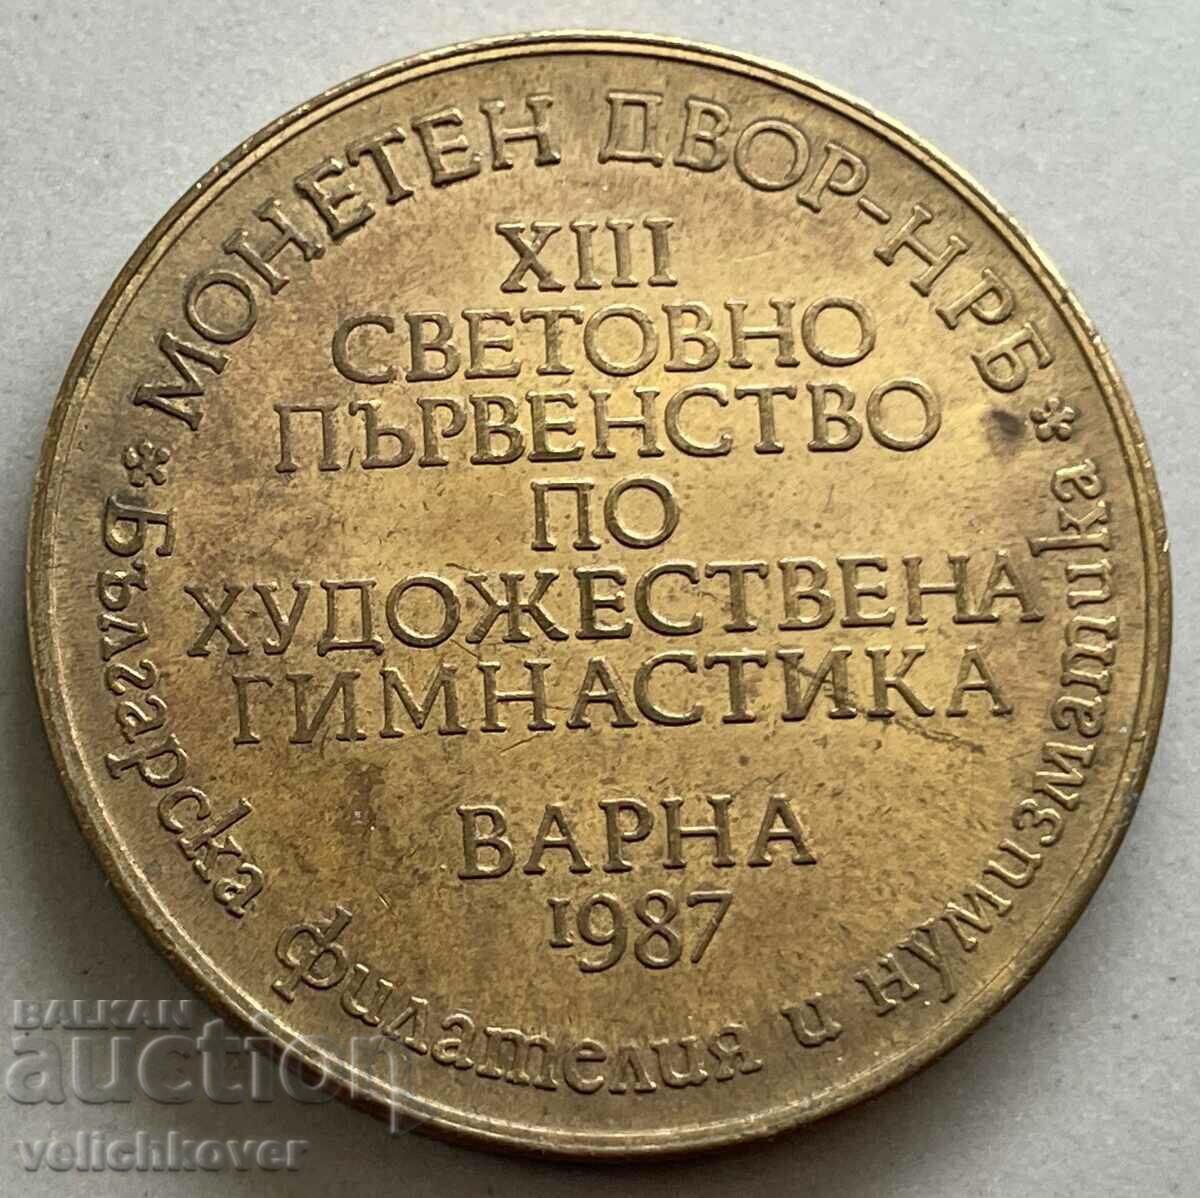 МОНЕТЕН ДВОР-НРБ
XIII
СВЕТОВНО
ПЪРВЕНСТВО
ПО
ХУДОЖЕСТВЕНА
ГИМНАСТИКА
ВАРНА
1987
Българска филателия и нумизматика
BALKAN
auction
velichkover